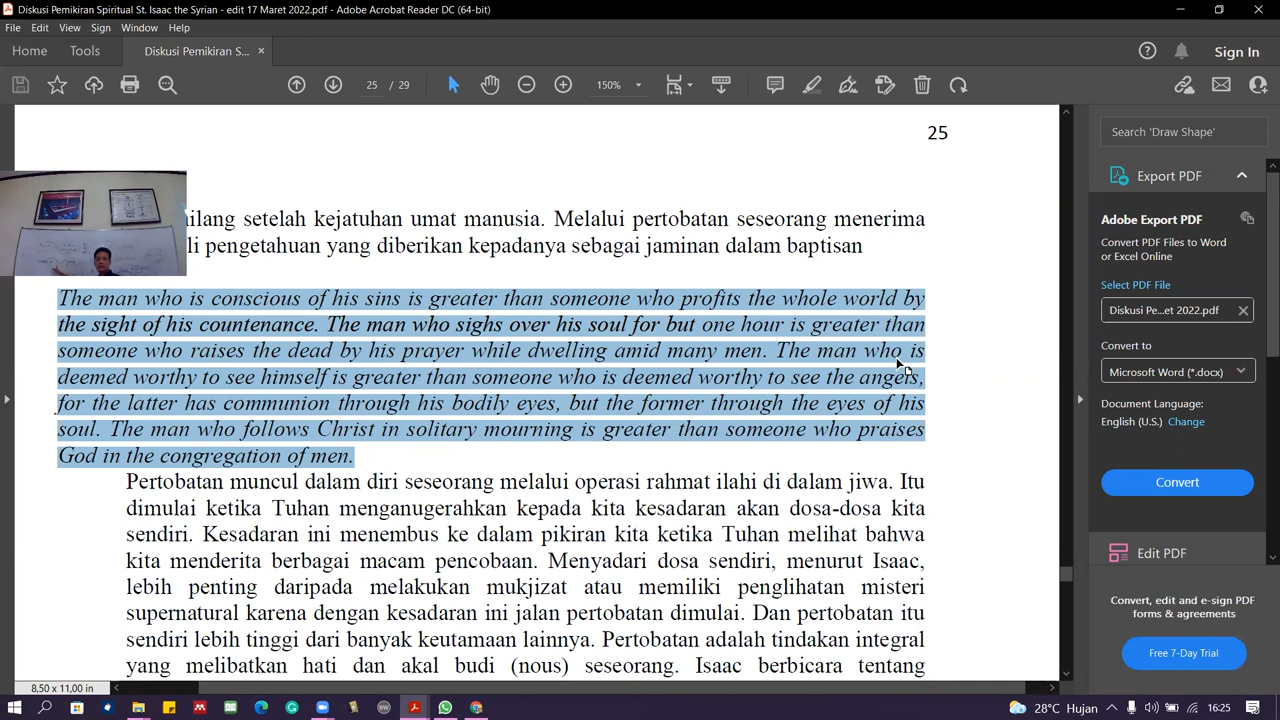 Diskusi Pemikiran Spiritual St. Isaac the Syrian - edit 17 Maret 2022.pdf - Adobe Acrobat Reader DC (64-bit)
File Edit View Sign Window Help
Home Tools Diskusi Pemikiran S... ×
Sign In
25 / 29
150%
25
ilang setelah kejatuhan umat manusia. Melalui pertobatan seseorang menerima
li pengetahuan yang diberikan kepadanya sebagai jaminan dalam baptisan
The man who is conscious of his sins is greater than someone who profits the whole world by
the sight of his countenance. The man who sighs over his soul for but one hour is greater than
someone who raises the dead by his prayer while dwelling amid many men. The man who is
deemed worthy to see himself is greater than someone who is deemed worthy to see the angels,
for the latter has communion through his bodily eyes, but the former through the eyes of his
soul. The man who follows Christ in solitary mourning is greater than someone who praises
God in the congregation of men.
Pertobatan muncul dalam diri seseorang melalui operasi rahmat ilahi di dalam jiwa. Itu
dimulai ketika Tuhan menganugerahkan kepada kita kesadaran akan dosa-dosa kita
sendiri. Kesadaran ini menembus ke dalam pikiran kita ketika Tuhan melihat bahwa
kita menderita berbagai macam pencobaan. Menyadari dosa sendiri, menurut Isaac,
lebih penting daripada melakukan mukjizat atau memiliki penglihatan misteri
supernatural karena dengan kesadaran ini jalan pertobatan dimulai. Dan pertobatan itu
sendiri lebih tinggi dari banyak keutamaan lainnya. Pertobatan adalah tindakan integral
yang melibatkan hati dan akal budi (nous) seseorang. Isaac berbicara tentang
8,50 x 11,00 in
Search 'Draw Shape'
Export PDF
Adobe Export PDF
Convert PDF Files to Word
or Excel Online
Select PDF File
Diskusi Pe...et 2022.pdf
Convert to
Microsoft Word (*.docx)
Document Language:
English (U.S.) Change
Convert
Edit PDF
Convert, edit and e-sign PDF
forms & agreements
Free 7-Day Trial
28°C Hujan
16:25